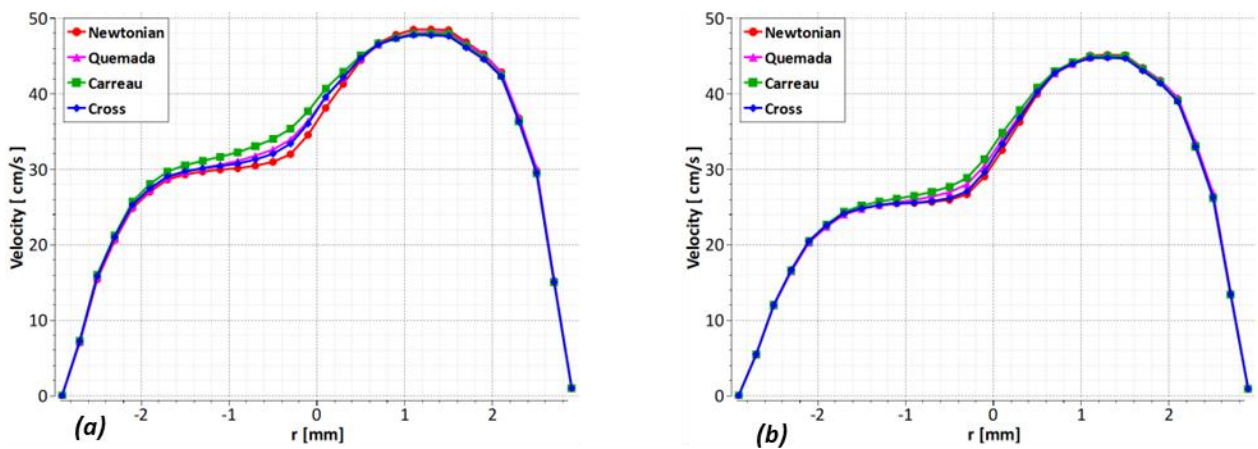 50
40
30
20
10
0
Velocity [ cm/s ]
Newtonian
Quemada
Carreau
Cross
-2
-1
0
1
2
r [mm]
(a)
50
40
30
20
10
0
Velocity [ cm/s ]
Newtonian
Quemada
Carreau
Cross
-2
-1
0
1
2
r [mm]
(b)